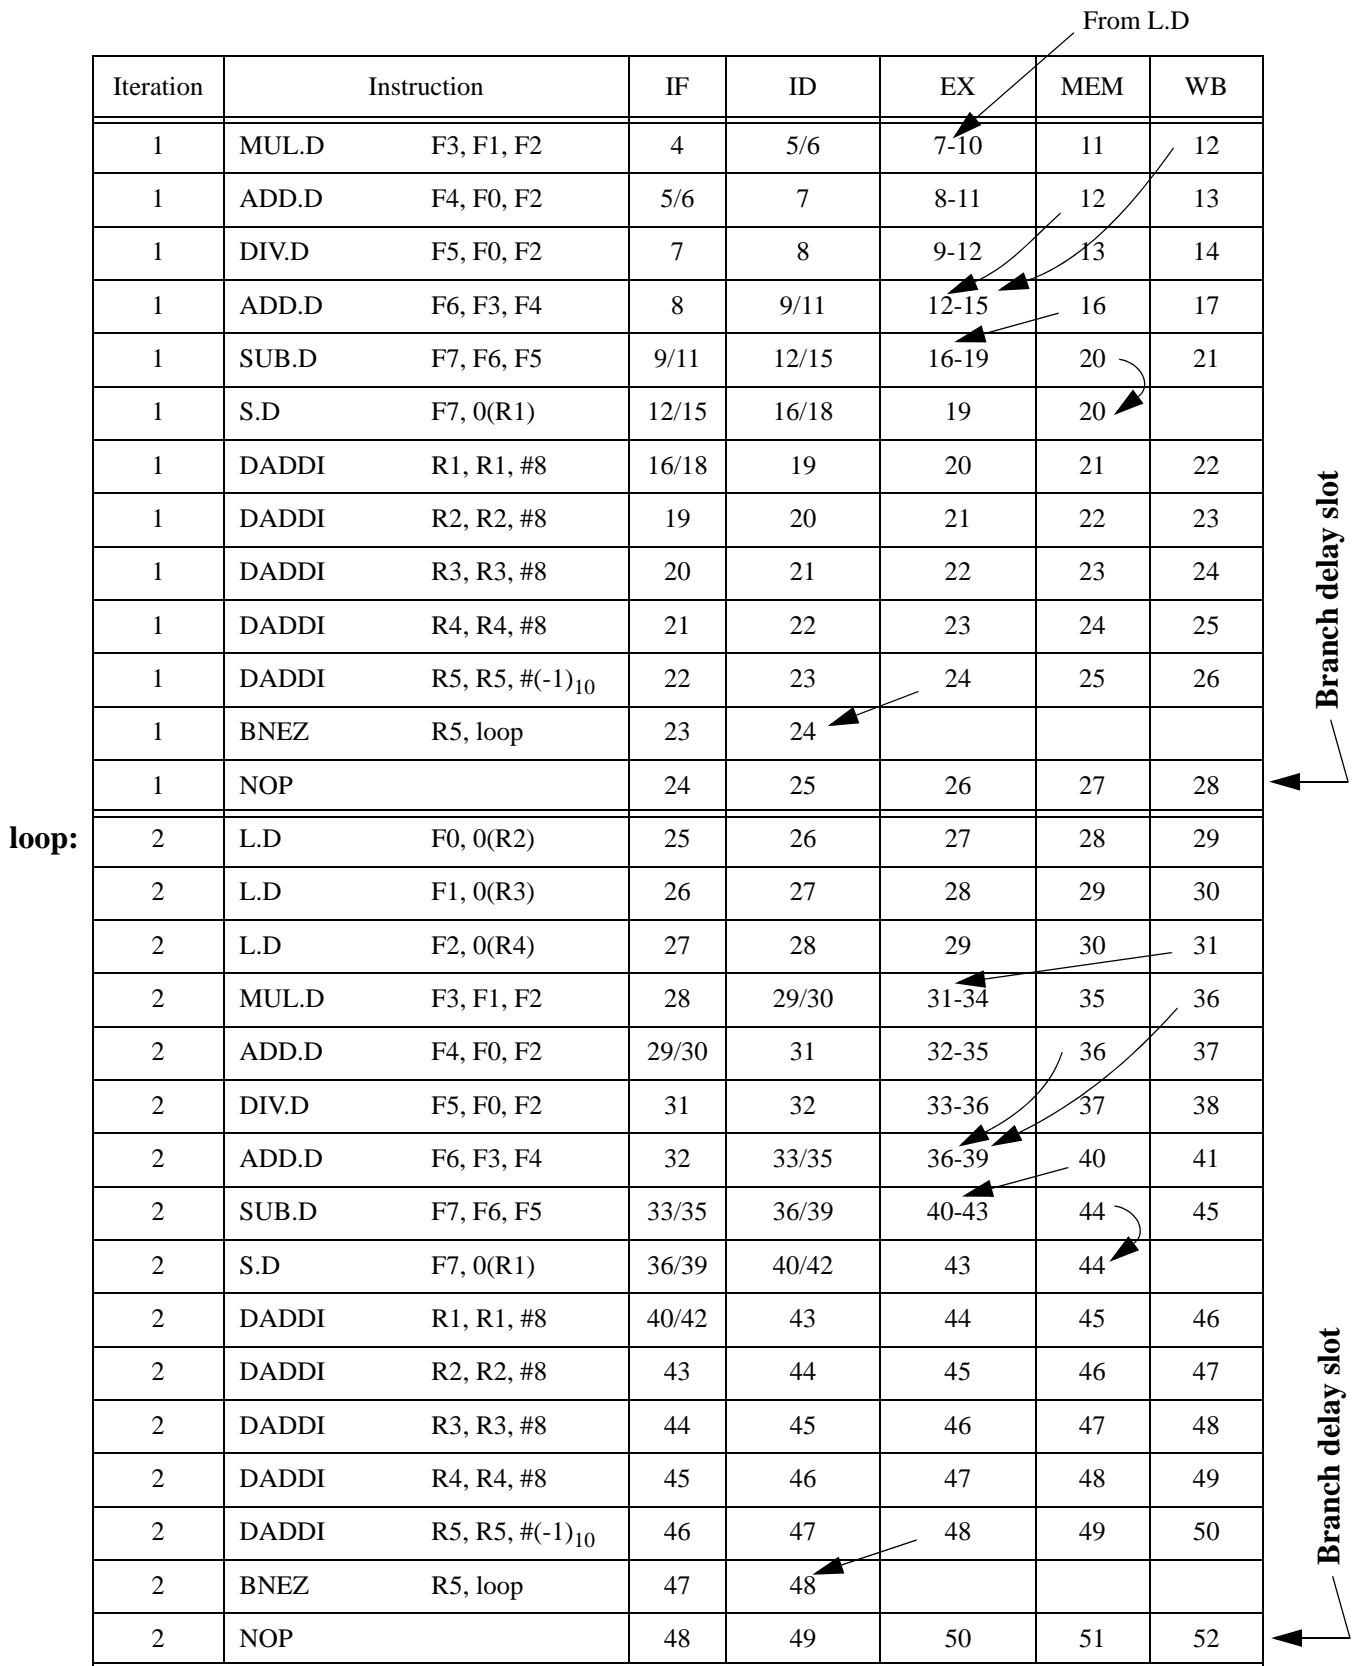 From L.D
Iteration Instruction IF ID EX MEM WB
1 MUL.D F3, F1, F2 4 5/6 7-10 11 12
1 ADD.D F4, F0, F2 5/6 7 8-11 12 13
1 DIV.D F5, F0, F2 7 8 9-12 13 14
1 ADD.D F6, F3, F4 8 9/11 12-15 16 17
1 SUB.D F7, F6, F5 9/11 12/15 16-19 20 21
1 S.D F7, 0(R1) 12/15 16/18 19 20
1 DADDI R1, R1, #8 16/18 19 20 21 22
1 DADDI R2, R2, #8 19 20 21 22 23
1 DADDI R3, R3, #8 20 21 22 23 24
1 DADDI R4, R4, #8 21 22 23 24 25
1 DADDI R5, R5, #(-1)10 22 23 24 25 26
1 BNEZ R5, loop 23 24
1 NOP 24 25 26 27 28
Branch delay slot
loop: 2 L.D F0, 0(R2) 25 26 27 28 29
2 L.D F1, 0(R3) 26 27 28 29 30
2 L.D F2, 0(R4) 27 28 29 30 31
2 MUL.D F3, F1, F2 28 29/30 31-34 35 36
2 ADD.D F4, F0, F2 29/30 31 32-35 36 37
2 DIV.D F5, F0, F2 31 32 33-36 37 38
2 ADD.D F6, F3, F4 32 33/35 36-39 40 41
2 SUB.D F7, F6, F5 33/35 36/39 40-43 44 45
2 S.D F7, 0(R1) 36/39 40/42 43 44
2 DADDI R1, R1, #8 40/42 43 44 45 46
2 DADDI R2, R2, #8 43 44 45 46 47
2 DADDI R3, R3, #8 44 45 46 47 48
2 DADDI R4, R4, #8 45 46 47 48 49
2 DADDI R5, R5, #(-1)10 46 47 48 49 50
2 BNEZ R5, loop 47 48
2 NOP 48 49 50 51 52
Branch delay slot